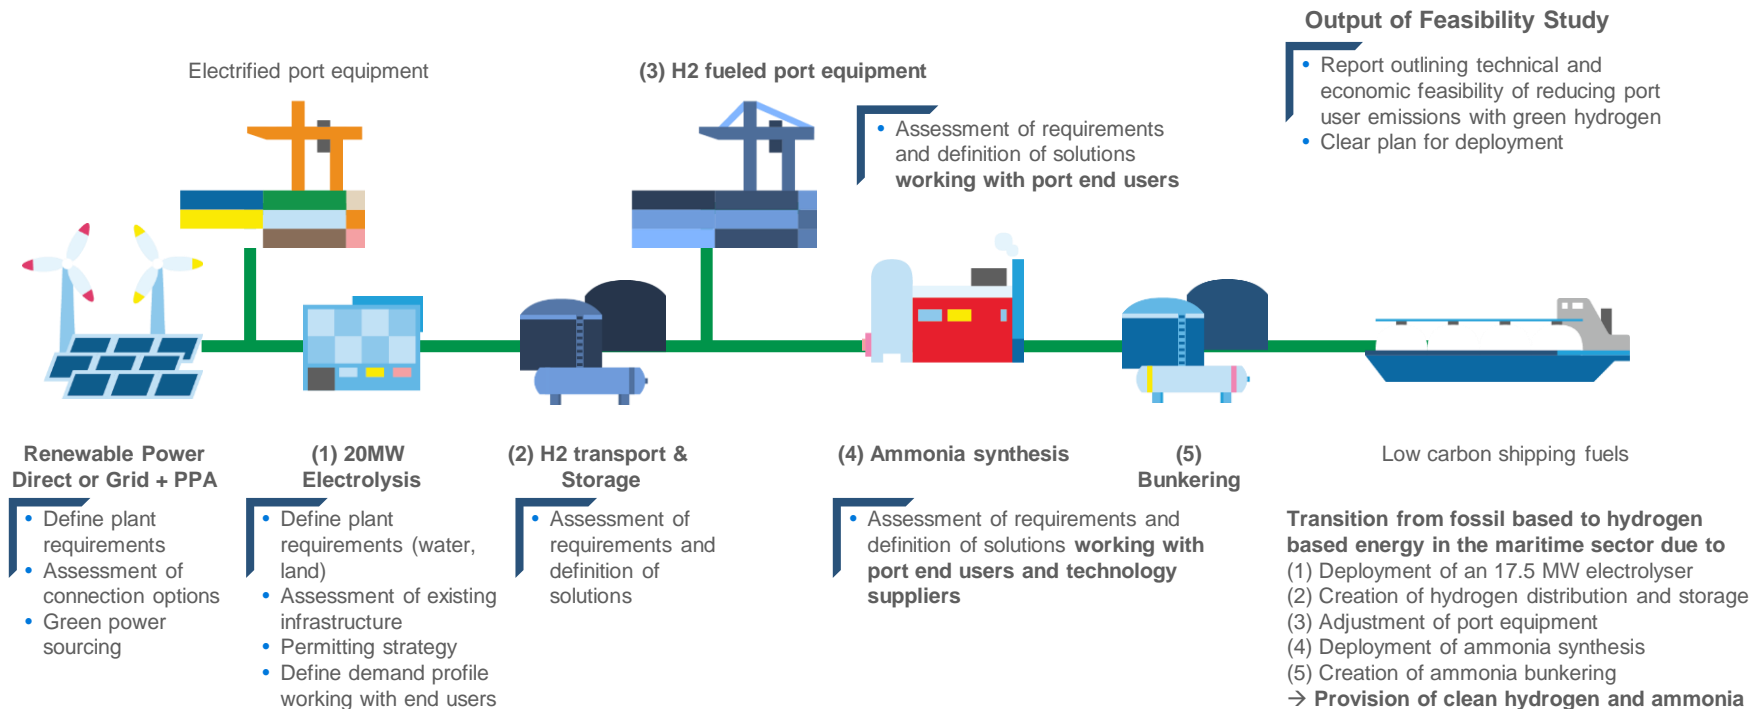 Output of Feasibility Study
• Report outlining technical and
economic feasibility of reducing port
user emissions with green hydrogen
• Clear plan for deployment
Electrified port equipment
(3) H2 fueled port equipment
• Assessment of requirements
and definition of solutions
working with port end users
Renewable Power
Direct or Grid + PPA
• Define plant
requirements
• Assessment of
connection options
• Green power
sourcing
(1) 20MW
Electrolysis
• Define plant
requirements (water,
land)
• Assessment of existing
infrastructure
• Permitting strategy
• Define demand profile
working with end users
(2) H2 transport &
Storage
• Assessment of
requirements and
definition of
solutions
(4) Ammonia synthesis
• Assessment of requirements and
definition of solutions working with
port end users and technology
suppliers
(5)
Bunkering
Low carbon shipping fuels
Transition from fossil based to hydrogen
based energy in the maritime sector due to
(1) Deployment of an 17.5 MW electrolyser
(2) Creation of hydrogen distribution and storage
(3) Adjustment of port equipment
(4) Deployment of ammonia synthesis
(5) Creation of ammonia bunkering
→ Provision of clean hydrogen and ammonia